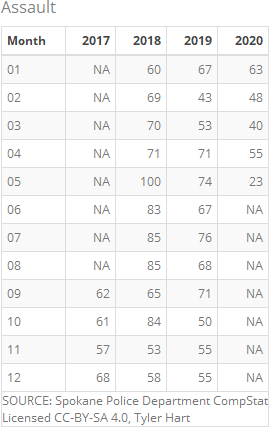 Assault
Month 2017 2018 2019 2020
01 NA 60 67 63
02 NA 69 43 48
03 NA 70 53 40
04 NA 71 71 55
05 NA 100 74 23
06 NA 83 67 NA
07 NA 85 76 NA
08 NA 85 68 NA
09 62 65 71 NA
10 61 84 50 NA
11 57 53 55 NA
12 68 58 55 NA
SOURCE: Spokane Police Department CompStat
Licensed CC-BY-SA 4.0, Tyler Hart